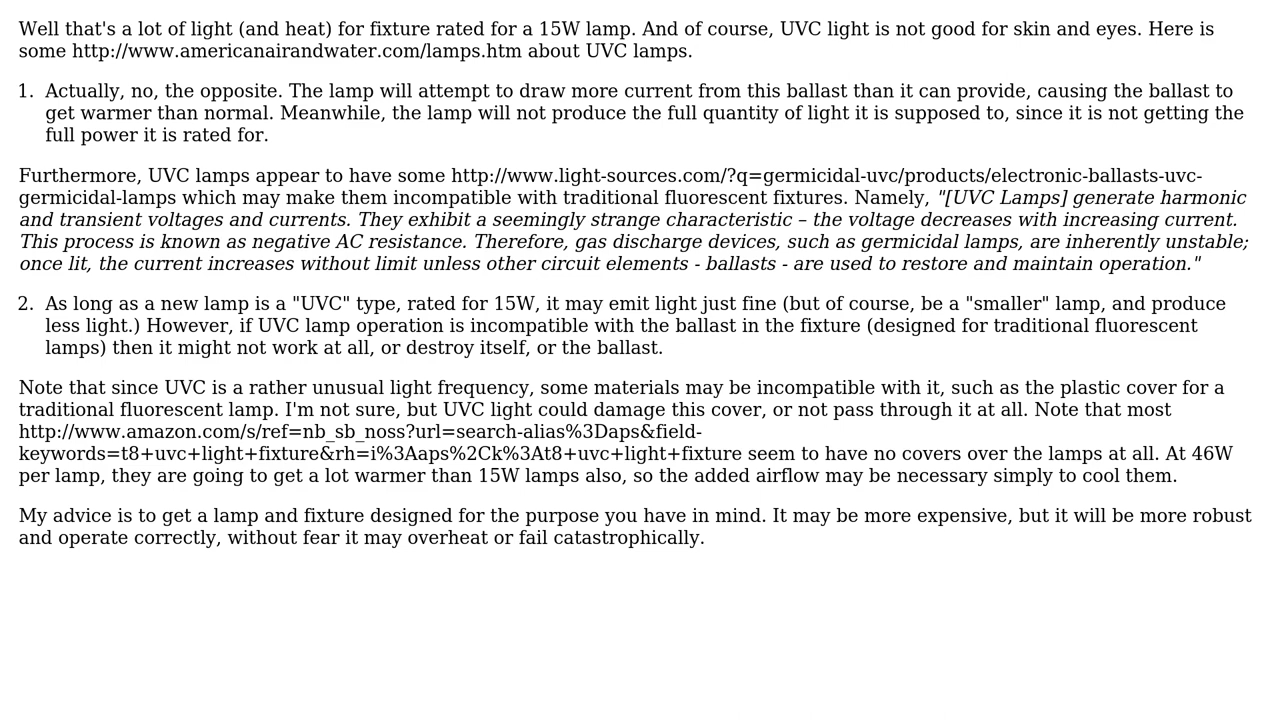 Well that's a lot of light (and heat) for fixture rated for a 15W lamp. And of course, UVC light is not good for skin and eyes. Here is
some http://www.americanairandwater.com/lamps.htm about UVC lamps.
1. Actually, no, the opposite. The lamp will attempt to draw more current from this ballast than it can provide, causing the ballast to
get warmer than normal. Meanwhile, the lamp will not produce the full quantity of light it is supposed to, since it is not getting the
full power it is rated for.
Furthermore, UVC lamps appear to have some http://www.light-sources.com/?q=germicidal-uvc/products/electronic-ballasts-uvc-
germicidal-lamps which may make them incompatible with traditional fluorescent fixtures. Namely, "[UVC Lamps] generate harmonic
and transient voltages and currents. They exhibit a seemingly strange characteristic – the voltage decreases with increasing current.
This process is known as negative AC resistance. Therefore, gas discharge devices, such as germicidal lamps, are inherently unstable;
once lit, the current increases without limit unless other circuit elements - ballasts - are used to restore and maintain operation."
2. As long as a new lamp is a "UVC" type, rated for 15W, it may emit light just fine (but of course, be a "smaller" lamp, and produce
less light.) However, if UVC lamp operation is incompatible with the ballast in the fixture (designed for traditional fluorescent
lamps) then it might not work at all, or destroy itself, or the ballast.
Note that since UVC is a rather unusual light frequency, some materials may be incompatible with it, such as the plastic cover for a
traditional fluorescent lamp. I'm not sure, but UVC light could damage this cover, or not pass through it at all. Note that most
http://www.amazon.com/s/ref=nb_sb_noss?url=search-alias%3Daps&field-
keywords=t8+uvc+light+fixture&rh=i%3Aaps%2Ck%3At8+uvc+light+fixture seem to have no covers over the lamps at all. At 46W
per lamp, they are going to get a lot warmer than 15W lamps also, so the added airflow may be necessary simply to cool them.
My advice is to get a lamp and fixture designed for the purpose you have in mind. It may be more expensive, but it will be more robust
and operate correctly, without fear it may overheat or fail catastrophically.